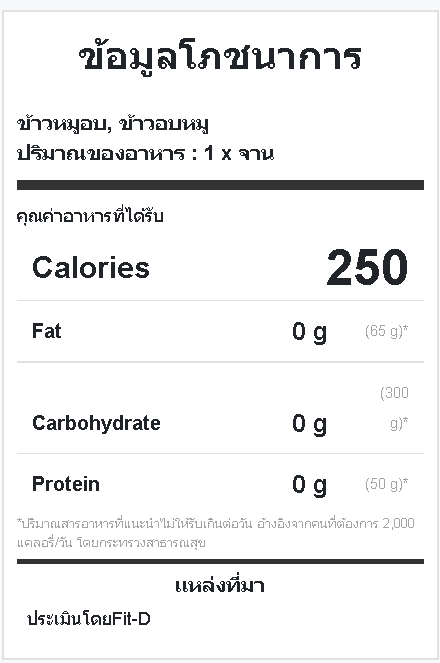 ข้อมูลโภชนาการ
ข้าวหมูอบ, ข้าวอบหมู
ปริมาณของอาหาร : 1 x จาน
คุณค่าอาหารที่ได้รับ
Calories 250
Fat 0 g (65 g)*
(300
Carbohydrate 0 g g)*
Protein 0 g (50 g)*
*ปริมาณสารอาหารที่แนะนำไม่ให้รับเกินต่อวัน อ้างอิงจากคนที่ต้องการ 2,000
แคลอรี่/วัน โดยกระทรวงสาธารณสุข
แหล่งที่มา
ประเมินโดยFit-D